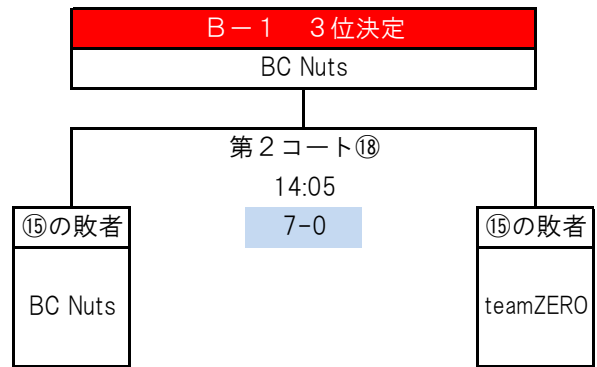 Ｂ－１　３位決定
BC Nuts
第２コート⑱
14:05
7-0
⑮の敗者
⑮の敗者
BC Nuts
teamZERO